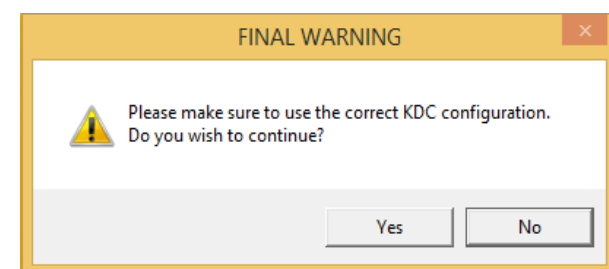 FINAL WARNING
Please make sure to use the correct KDC configuration.
Do you wish to continue?
Yes
No